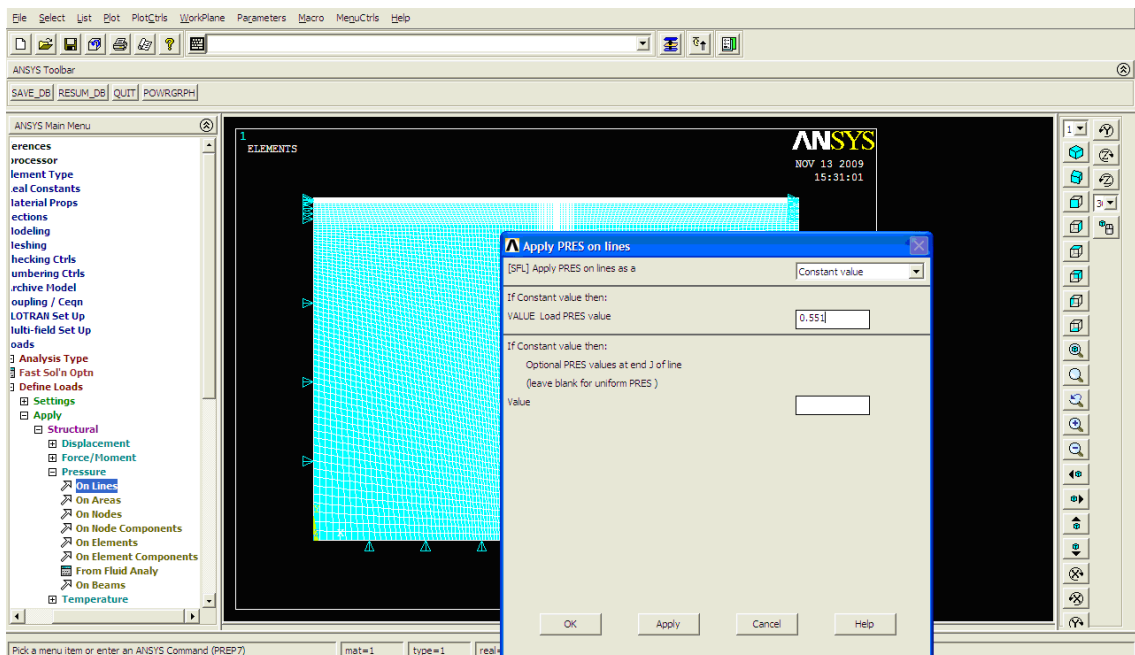 File Select List Plot PlotCtrls WorkPlane Parameters Macro MenuCtrls Help
ANSYS Toolbar
SAVE_DB RESUM_DB QUIT POWRGRPH
ANSYS Main Menu
erences
rocessor
lement Type
eal Constants
laterial Props
ections
lodeling
leshing
hecking Ctrls
umbering Ctrls
rchive Model
oupling / Ceqn
LOTRAN Set Up
lulti-field Set Up
oads
Analysis Type
Fast Sol'n Optn
Define Loads
Settings
Apply
Structural
Displacement
Force/Moment
Pressure
On Lines
On Areas
On Nodes
On Node Components
On Elements
On Element Components
From Fluid Analy
On Beams
Temperature
1
ELEMENTS
ANSYS
NOV 13 2009
15:31:01
X
Apply PRES on lines
[SFL] Apply PRES on lines as a Constant value
If Constant value then:
VALUE Load PRES value 0.551
If Constant value then:
Optional PRES values at end J of line
(leave blank for uniform PRES )
Value
OK Apply Cancel Help
1
Pick a menu item or enter an ANSYS Command (PREP7) mat=1 type=1 real=